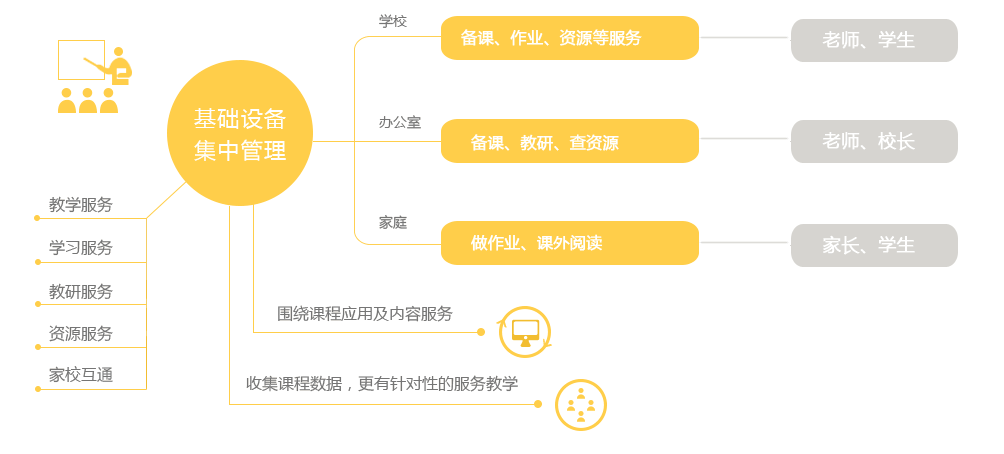 学校
备课、作业、资源等服务
老师、学生
基础设备
集中管理
办公室
备课、教研、查资源
老师、校长
家庭
做作业、课外阅读
家长、学生
教学服务
学习服务
教研服务
资源服务
家校互通
围绕课程应用及内容服务
收集课程数据，更有针对性的服务教学